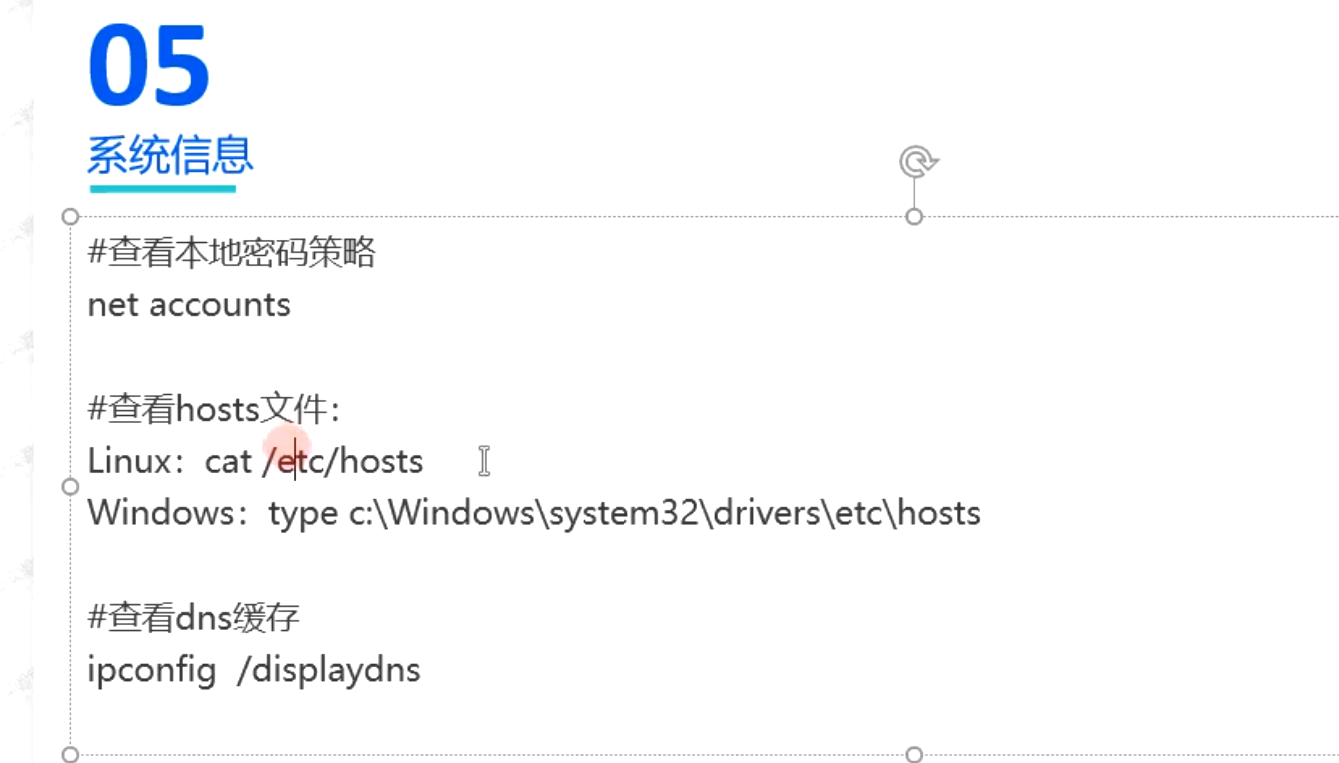 05
系统信息
#查看本地密码策略
net accounts
#查看hosts文件：
Linux：cat /etc/hosts
Windows：type c:\Windows\system32\drivers\etc\hosts
#查看dns缓存
ipconfig  /displaydns